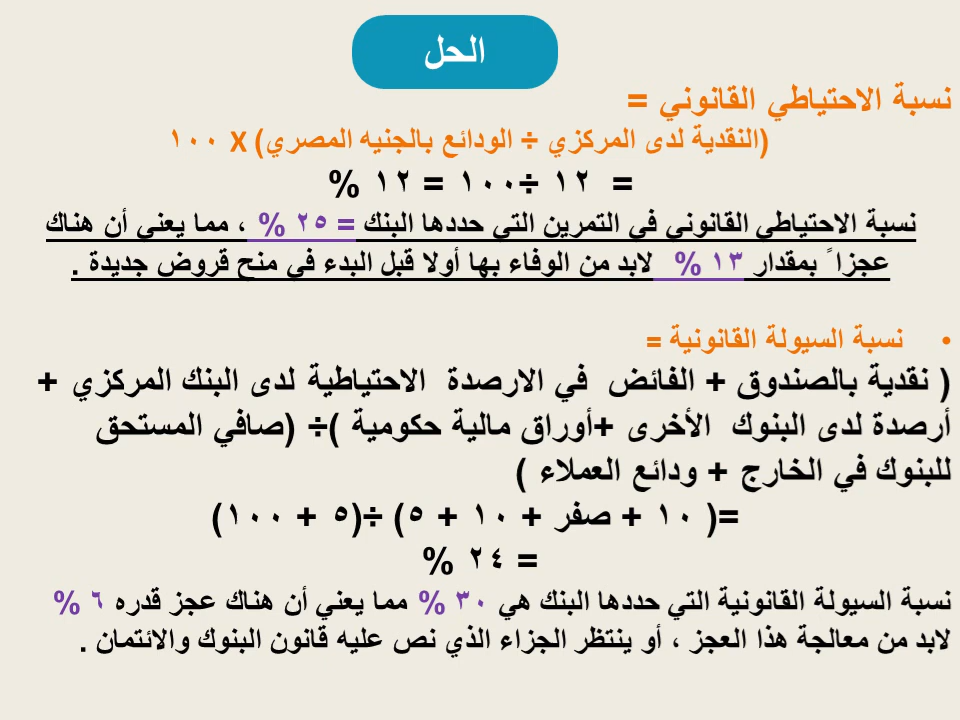 الحل
نسبة الاحتياطي القانوني =
(النقدية لدى المركزي ÷ الودائع بالجنيه المصري) X ١٠٠
= ١٢ ÷١٠٠ = ١٢ %
نسبة الاحتياطي القانوني في التمرين التي حددها البنك = ٢٥ % ، مما يعني أن هناك
عجزا ً بمقدار ١٣ % لابد من الوفاء بها أولا قبل البدء في منح قروض جديدة .
• نسبة السيولة القانونية =
( نقدية بالصندوق + الفائض في الارصدة الاحتياطية لدى البنك المركزي +
أرصدة لدى البنوك الأخرى +أوراق مالية حكومية )÷ (صافي المستحق
للبنوك في الخارج + ودائع العملاء )
=( ١٠ + صفر + ١٠ + ٥) ÷(٥ + ١٠٠)
= ٢٤ %
نسبة السيولة القانونية التي حددها البنك هي ٣٠ % مما يعني أن هناك عجز قدره ٦ %
لابد من معالجة هذا العجز ، أو ينتظر الجزاء الذي نص عليه قانون البنوك والائتمان .